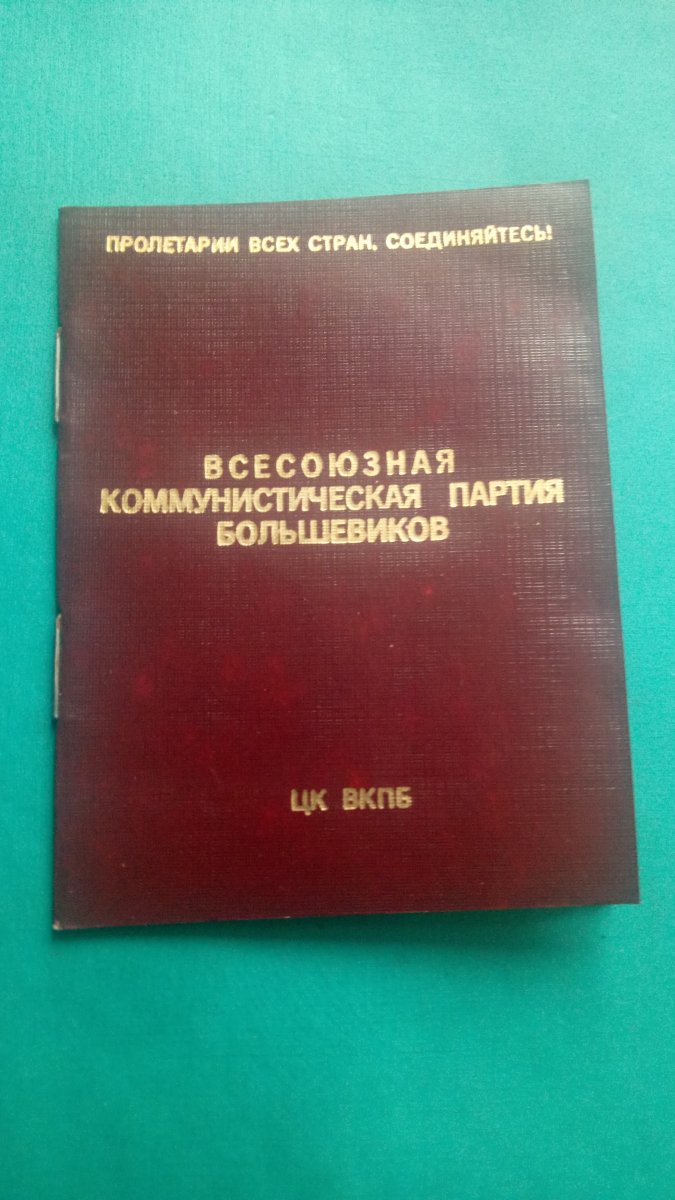 ПРОЛЕТАРИИ ВСЕХ СТРАН, СОЕДИНЯЙТЕСЬ!
ВСЕСОЮЗНАЯ
КОММУНИСТИЧЕСКАЯ ПАРТИЯ
БОЛЬШЕВИКОВ
ЦК ВКПБ